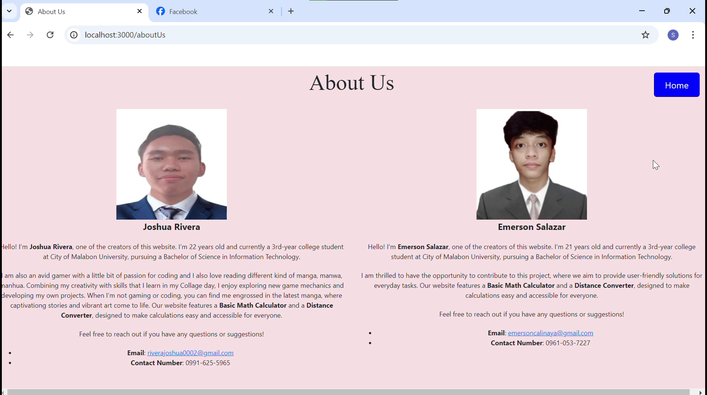 About Us
Facebook
localhost:3000/aboutUs
S
About Us
Home
Joshua Rivera
Hello! I'm Joshua Rivera, one of the creators of this website. I'm 22 years old and currently a 3rd-year college student
at City of Malabon University, pursuing a Bachelor of Science in Information Technology.
I am also an avid gamer with a little bit of passion for coding and I also love reading different kind of manga, manwa,
manhua. Combining my creativity with skills that I learn in my Collage day, I enjoy exploring new game mechanics and
developing my own projects. When I'm not gaming or coding, you can find me engrossed in the latest manga, where
captivationg stories and vibrant art come to life. Our website features a Basic Math Calculator and a Distance
Converter, designed to make calculations easy and accessible for everyone.
Feel free to reach out if you have any questions or suggestions!
Email: riverajoshua0002@gmail.com
Contact Number: 0991-625-5965
Emerson Salazar
Hello! I'm Emerson Salazar, one of the creators of this website. I'm 21 years old and currently a 3rd-year college
student at City of Malabon University, pursuing a Bachelor of Science in Information Technology.
I am thrilled to have the opportunity to contribute to this project, where we aim to provide user-friendly solutions for
everyday tasks. Our website features a Basic Math Calculator and a Distance Converter, designed to make
calculations easy and accessible for everyone.
Feel free to reach out if you have any questions or suggestions!
Email: emersoncalinaya@gmail.com
Contact Number: 0961-053-7227